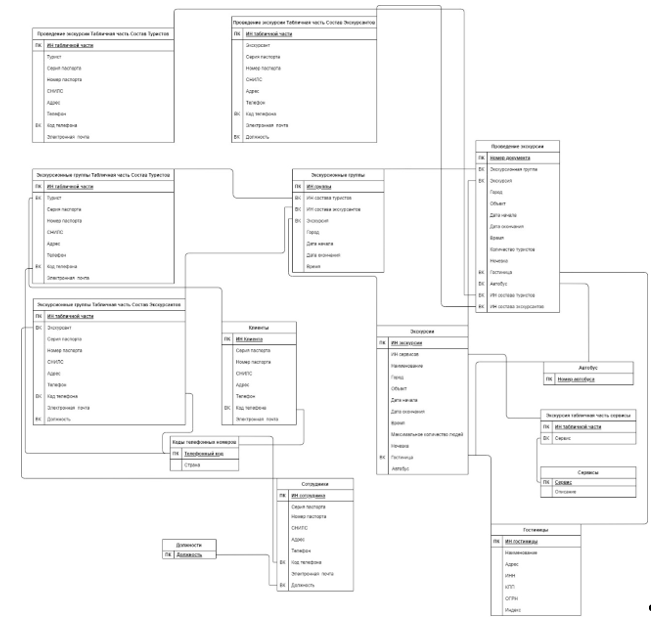 Проведение экскурсии Табличная часть Состав Туристов
ПК ИН табличной части
Турист
Серия паспорта
Номер паспорта
СНИЛС
Адрес
Телефон
ВК Код телефона
Электронная почта
Проведение экскурсии Табличная часть Состав Экскурсантов
ПК ИН табличной части
Экскурсант
Серия паспорта
Номер паспорта
СНИЛС
Адрес
Телефон
ВК Код телефона
Электронная почта
ВК Должность
Проведение экскурсии
ПК Номер документа
ВК Экскурсионная группа
ВК Экскурсия
Город
Объект
Дата начала
Дата окончания
Время
Количество туристов
Ночевка
ВК Гостиница
ВК Автобус
ВК ИН состава туристов
ВК ИН состава экскурсантов
Экскурсионные группы Табличная часть Состав Туристов
ПК ИН табличной части
ВК Турист
Серия паспорта
Номер паспорта
СНИЛС
Адрес
Телефон
ВК Код телефона
Электронная почта
Экскурсионные группы
ПК ИН группы
ВК ИН состава туристов
ВК ИН состава экскурсантов
ВК Экскурсия
Город
Дата начала
Дата окончания
Время
Экскурсионные группы Табличная часть Состав Экскурсантов
ПК ИН табличной части
ВК Экскурсант
Серия паспорта
Номер паспорта
СНИЛС
Адрес
Телефон
ВК Код телефона
Электронная почта
ВК Должность
Клиенты
ПК ИН Клиента
Серия паспорта
Номер паспорта
СНИЛС
Адрес
Телефон
ВК Код телефона
Электронная почта
Экскурсии
ПК ИН экскурсии
ИН сервисов
Наименование
Город
Объект
Дата начала
Дата окончания
Время
Максимальное количество людей
Ночевка
ВК Гостиница
Автобус
Автобус
ПК Номер автобуса
Экскурсия табличная часть сервисы
ПК ИН табличной части
ВК Сервис
Сервисы
ПК Сервис
Описание
Коды телефонных номеров
ПК Телефонный код
Страна
Сотрудники
ПК ИН сотрудника
Серия паспорта
Номер паспорта
СНИЛС
Адрес
Телефон
ВК Код телефона
Электронная почта
ВК Должность
Должности
ПК Должность
Гостиницы
ПК ИН гостиницы
Наименование
Адрес
ИНН
КПП
ОГРН
Индекс